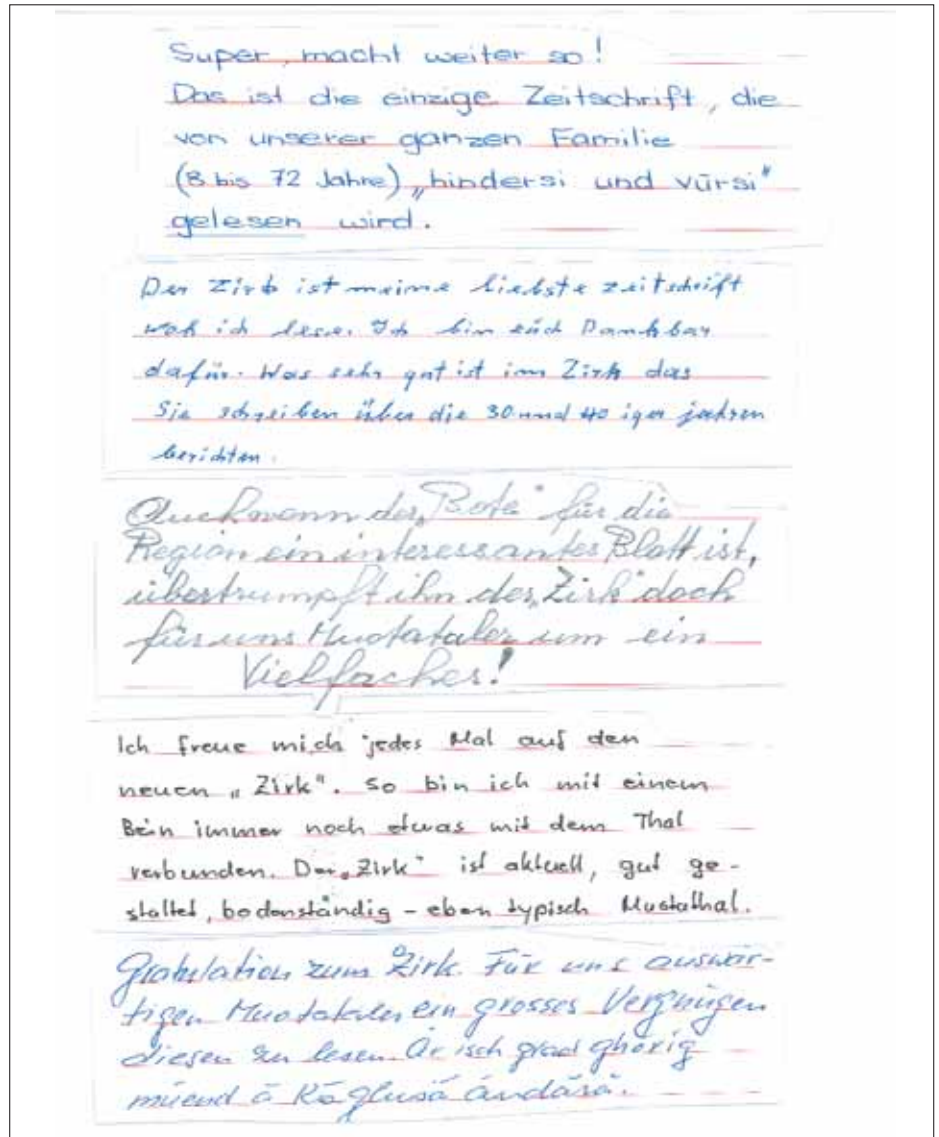 Super, macht weiter so!
Das ist die einzige Zeitschrift, die
von unserer ganzen Familie
(8 bis 72 Jahre) „hindersi und vürsi"
gelesen wird.
Der Zirk ist meine liebste zeitschrift
woh ich lese. Ich bin eüch Dankbar
dafür. Was sehr gut ist im Zirk das
Sie schreiben über die 30 und 40 iger jahren
berichten.
Auch wenn der „Bote" für die
Region ein interessantes Blatt ist,
übertrumpft ihn der „Zirk" doch
für uns Muotataler um ein
Vielfaches!
Ich freue mich jedes Mal auf den
neuen „Zirk". So bin ich mit einem
Bein immer noch etwas mit dem Thal
verbunden. Der „Zirk" ist aktuell, gut ge-
staltet, bodenständig – eben typisch Muotathal.
Gratulation zum Zirk. Für uns auswär-
tigen Muotataler ein grosses Vergnügen
diesen zu lesen. Är isch grad ghörig
müend ä